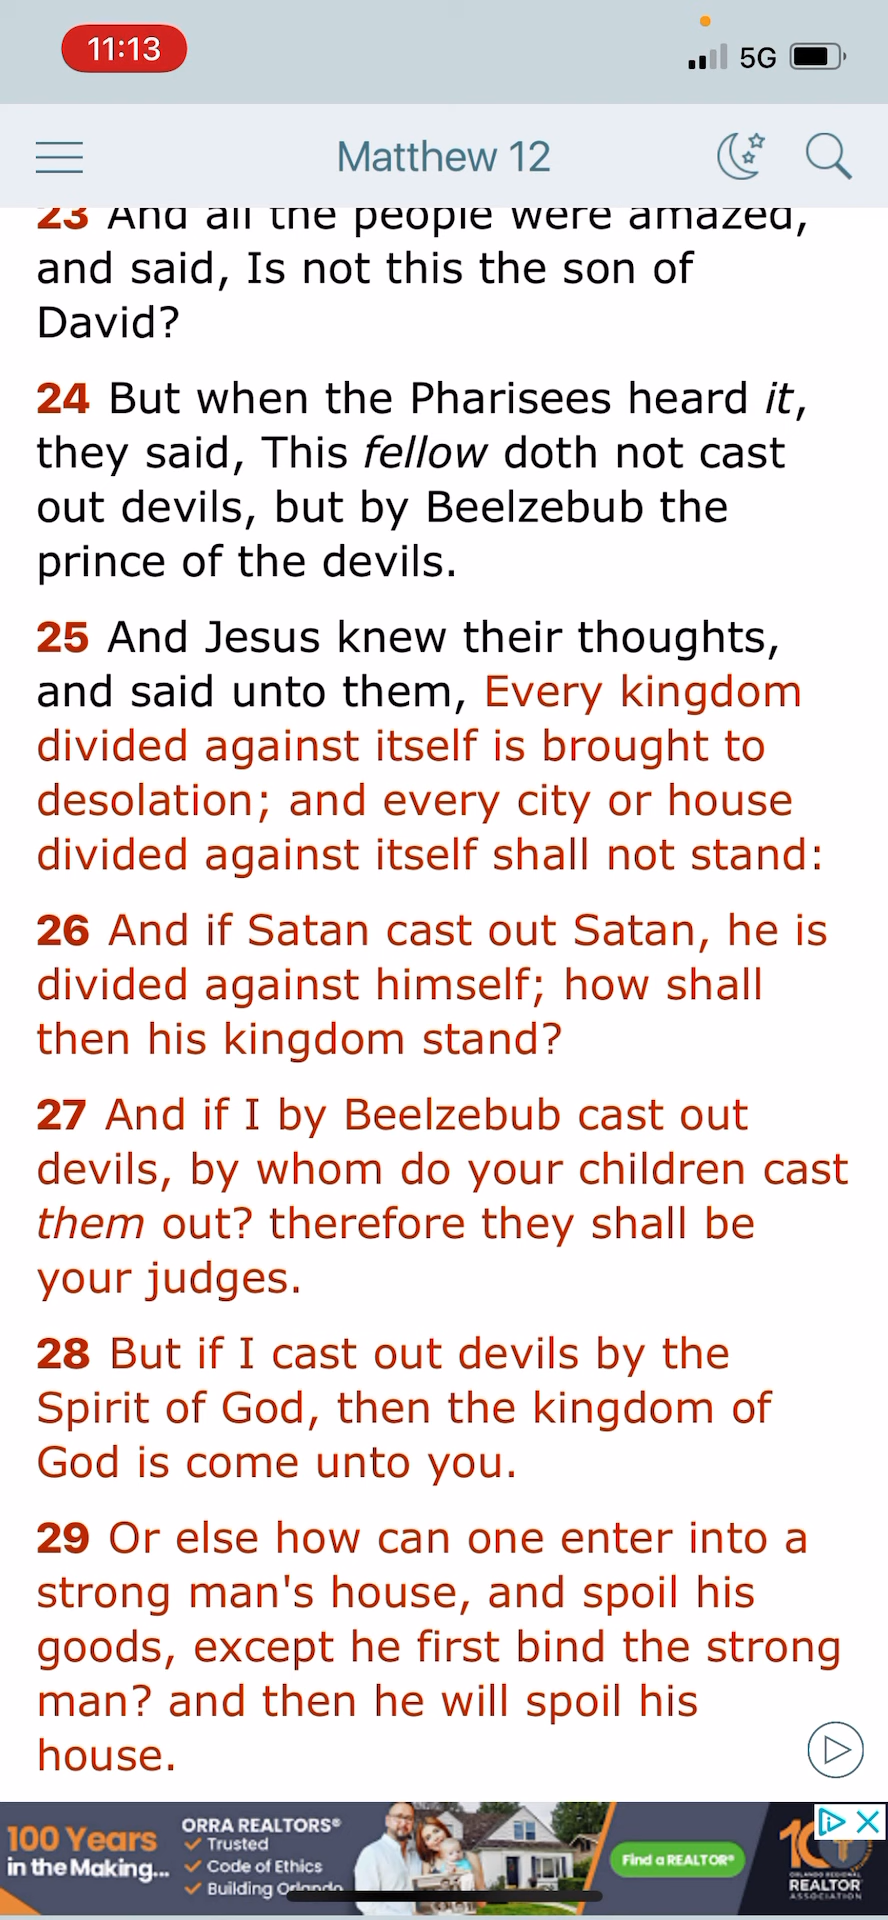 11:13
5G
Matthew 12
23 And all the people were amazed,
and said, Is not this the son of
David?
24 But when the Pharisees heard it,
they said, This fellow doth not cast
out devils, but by Beelzebub the
prince of the devils.
25 And Jesus knew their thoughts,
and said unto them, Every kingdom
divided against itself is brought to
desolation; and every city or house
divided against itself shall not stand:
26 And if Satan cast out Satan, he is
divided against himself; how shall
then his kingdom stand?
27 And if I by Beelzebub cast out
devils, by whom do your children cast
them out? therefore they shall be
your judges.
28 But if I cast out devils by the
Spirit of God, then the kingdom of
God is come unto you.
29 Or else how can one enter into a
strong man's house, and spoil his
goods, except he first bind the strong
man? and then he will spoil his
house.
100 Years
in the Making...
ORRA REALTORS®
Trusted
Code of Ethics
Building Orlando
Find a REALTOR®
ORLANDO REGIONAL
REALTOR
ASSOCIATION